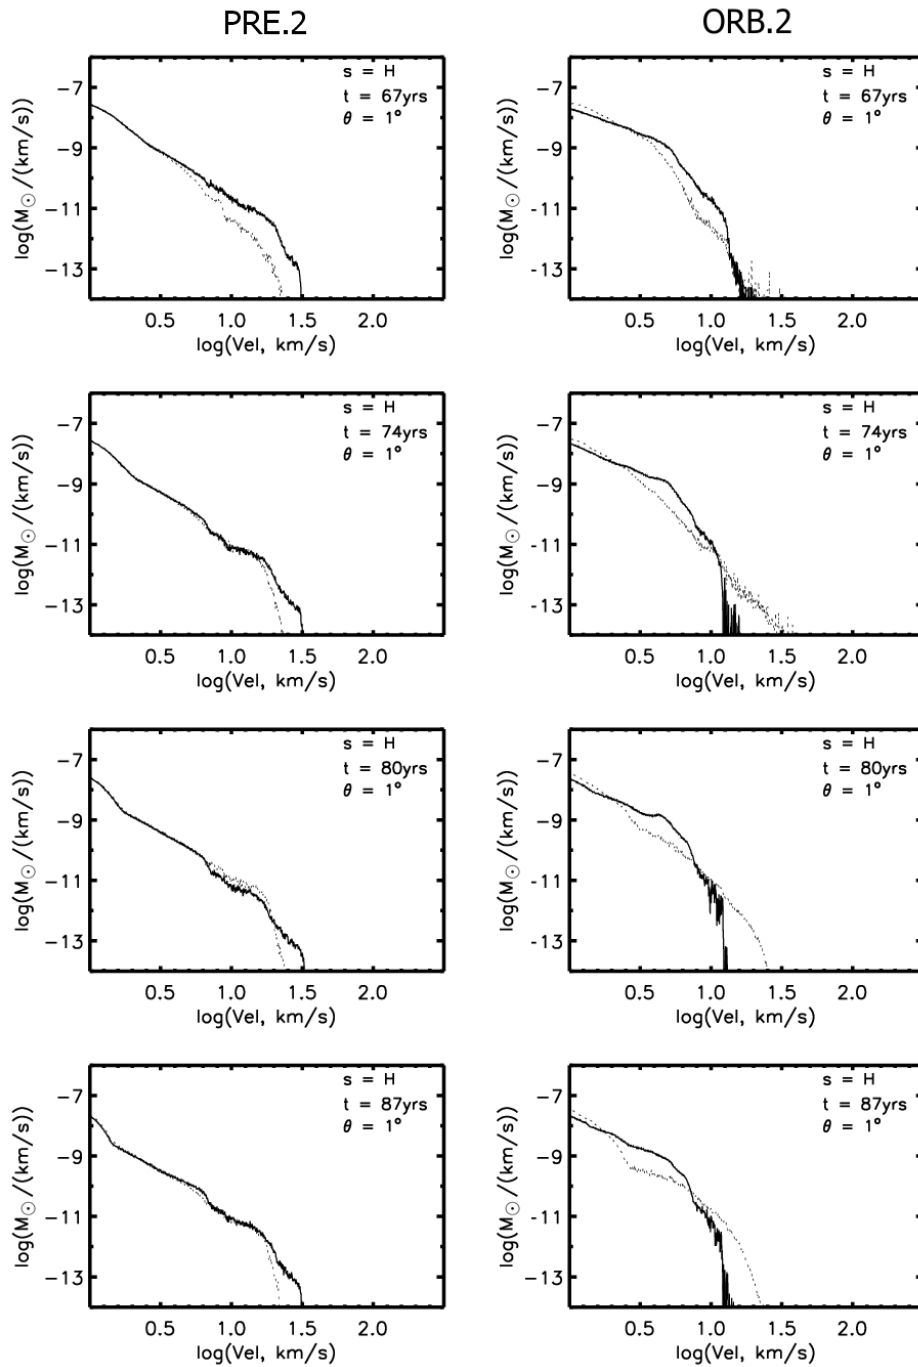 PRE.2 ORB.2
s = H
t = 67yrs
θ = 1°
log(M☉/(km/s))
-7
-9
-11
-13
0.5 1.0 1.5 2.0
log(Vel, km/s)
s = H
t = 67yrs
θ = 1°
log(M☉/(km/s))
-7
-9
-11
-13
0.5 1.0 1.5 2.0
log(Vel, km/s)
s = H
t = 74yrs
θ = 1°
log(M☉/(km/s))
-7
-9
-11
-13
0.5 1.0 1.5 2.0
log(Vel, km/s)
s = H
t = 74yrs
θ = 1°
log(M☉/(km/s))
-7
-9
-11
-13
0.5 1.0 1.5 2.0
log(Vel, km/s)
s = H
t = 80yrs
θ = 1°
log(M☉/(km/s))
-7
-9
-11
-13
0.5 1.0 1.5 2.0
log(Vel, km/s)
s = H
t = 80yrs
θ = 1°
log(M☉/(km/s))
-7
-9
-11
-13
0.5 1.0 1.5 2.0
log(Vel, km/s)
s = H
t = 87yrs
θ = 1°
log(M☉/(km/s))
-7
-9
-11
-13
0.5 1.0 1.5 2.0
log(Vel, km/s)
s = H
t = 87yrs
θ = 1°
log(M☉/(km/s))
-7
-9
-11
-13
0.5 1.0 1.5 2.0
log(Vel, km/s)